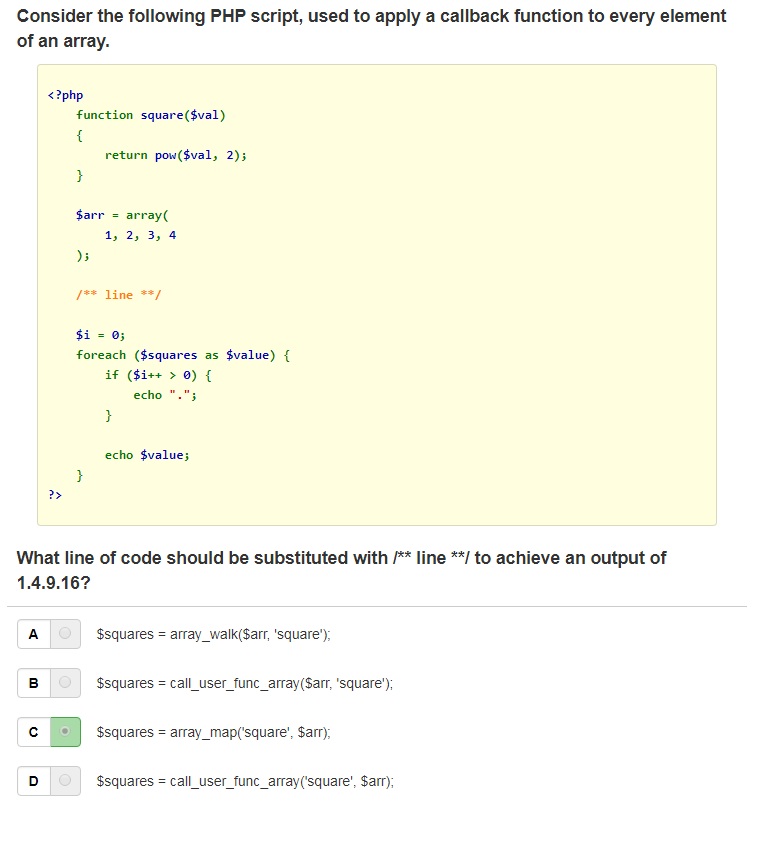 Consider the following PHP script, used to apply a callback function to every element
of an array.
<?php
function square($val)
{
return pow($val, 2);
}
$arr = array(
1, 2, 3, 4
);
/** line **/
$i = 0;
foreach ($squares as $value) {
if ($i++ > 0) {
echo ".";
}
echo $value;
}
?>
What line of code should be substituted with /** line **/ to achieve an output of
1.4.9.16?
A $squares = array_walk($arr, 'square');
B $squares = call_user_func_array($arr, 'square');
C $squares = array_map('square', $arr);
D $squares = call_user_func_array('square', $arr);